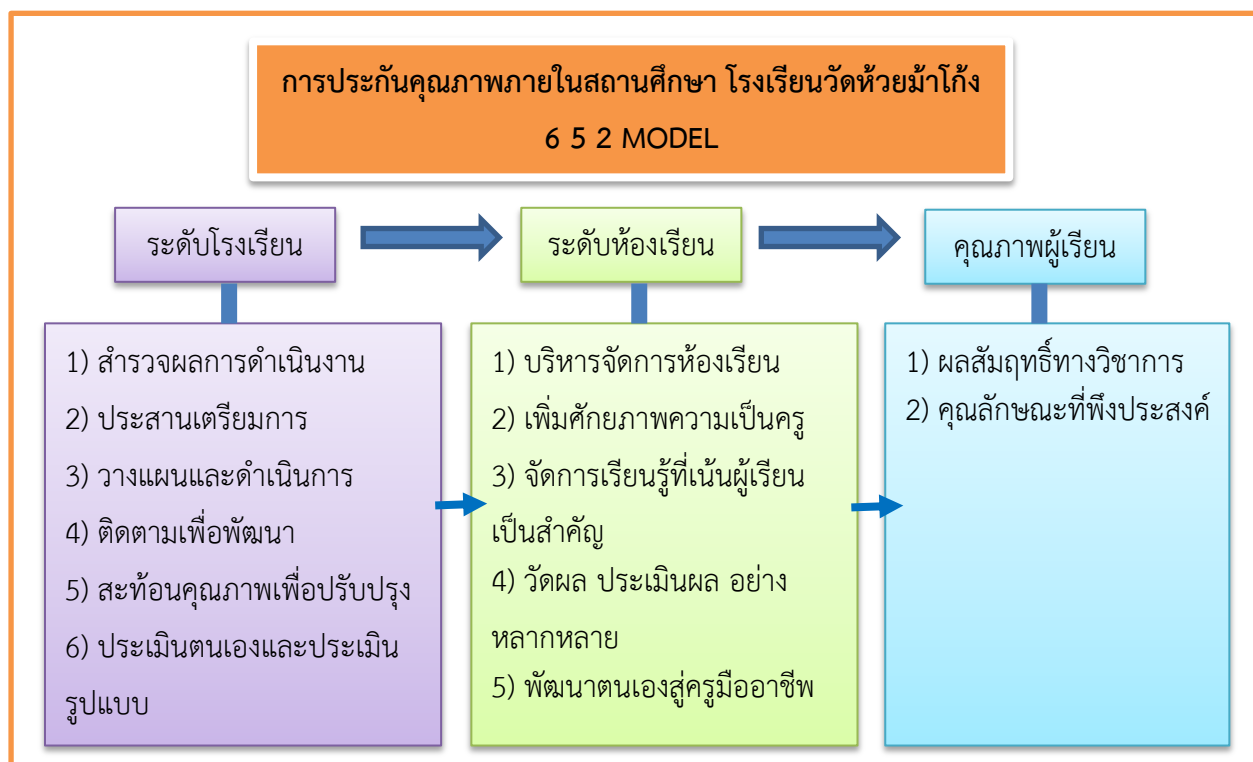 การประกันคุณภาพภายในสถานศึกษา โรงเรียนวัดห้วยม้าโก้ง
6 5 2 MODEL
ระดับโรงเรียน
ระดับห้องเรียน
คุณภาพผู้เรียน
1) สำรวจผลการดำเนินงาน
2) ประสานเตรียมการ
3) วางแผนและดำเนินการ
4) ติดตามเพื่อพัฒนา
5) สะท้อนคุณภาพเพื่อปรับปรุง
6) ประเมินตนเองและประเมิน
รูปแบบ
1) บริหารจัดการห้องเรียน
2) เพิ่มศักยภาพความเป็นครู
3) จัดการเรียนรู้ที่เน้นผู้เรียน
เป็นสำคัญ
4) วัดผล ประเมินผล อย่าง
หลากหลาย
5) พัฒนาตนเองสู่ครูมืออาชีพ
1) ผลสัมฤทธิ์ทางวิชาการ
2) คุณลักษณะที่พึงประสงค์